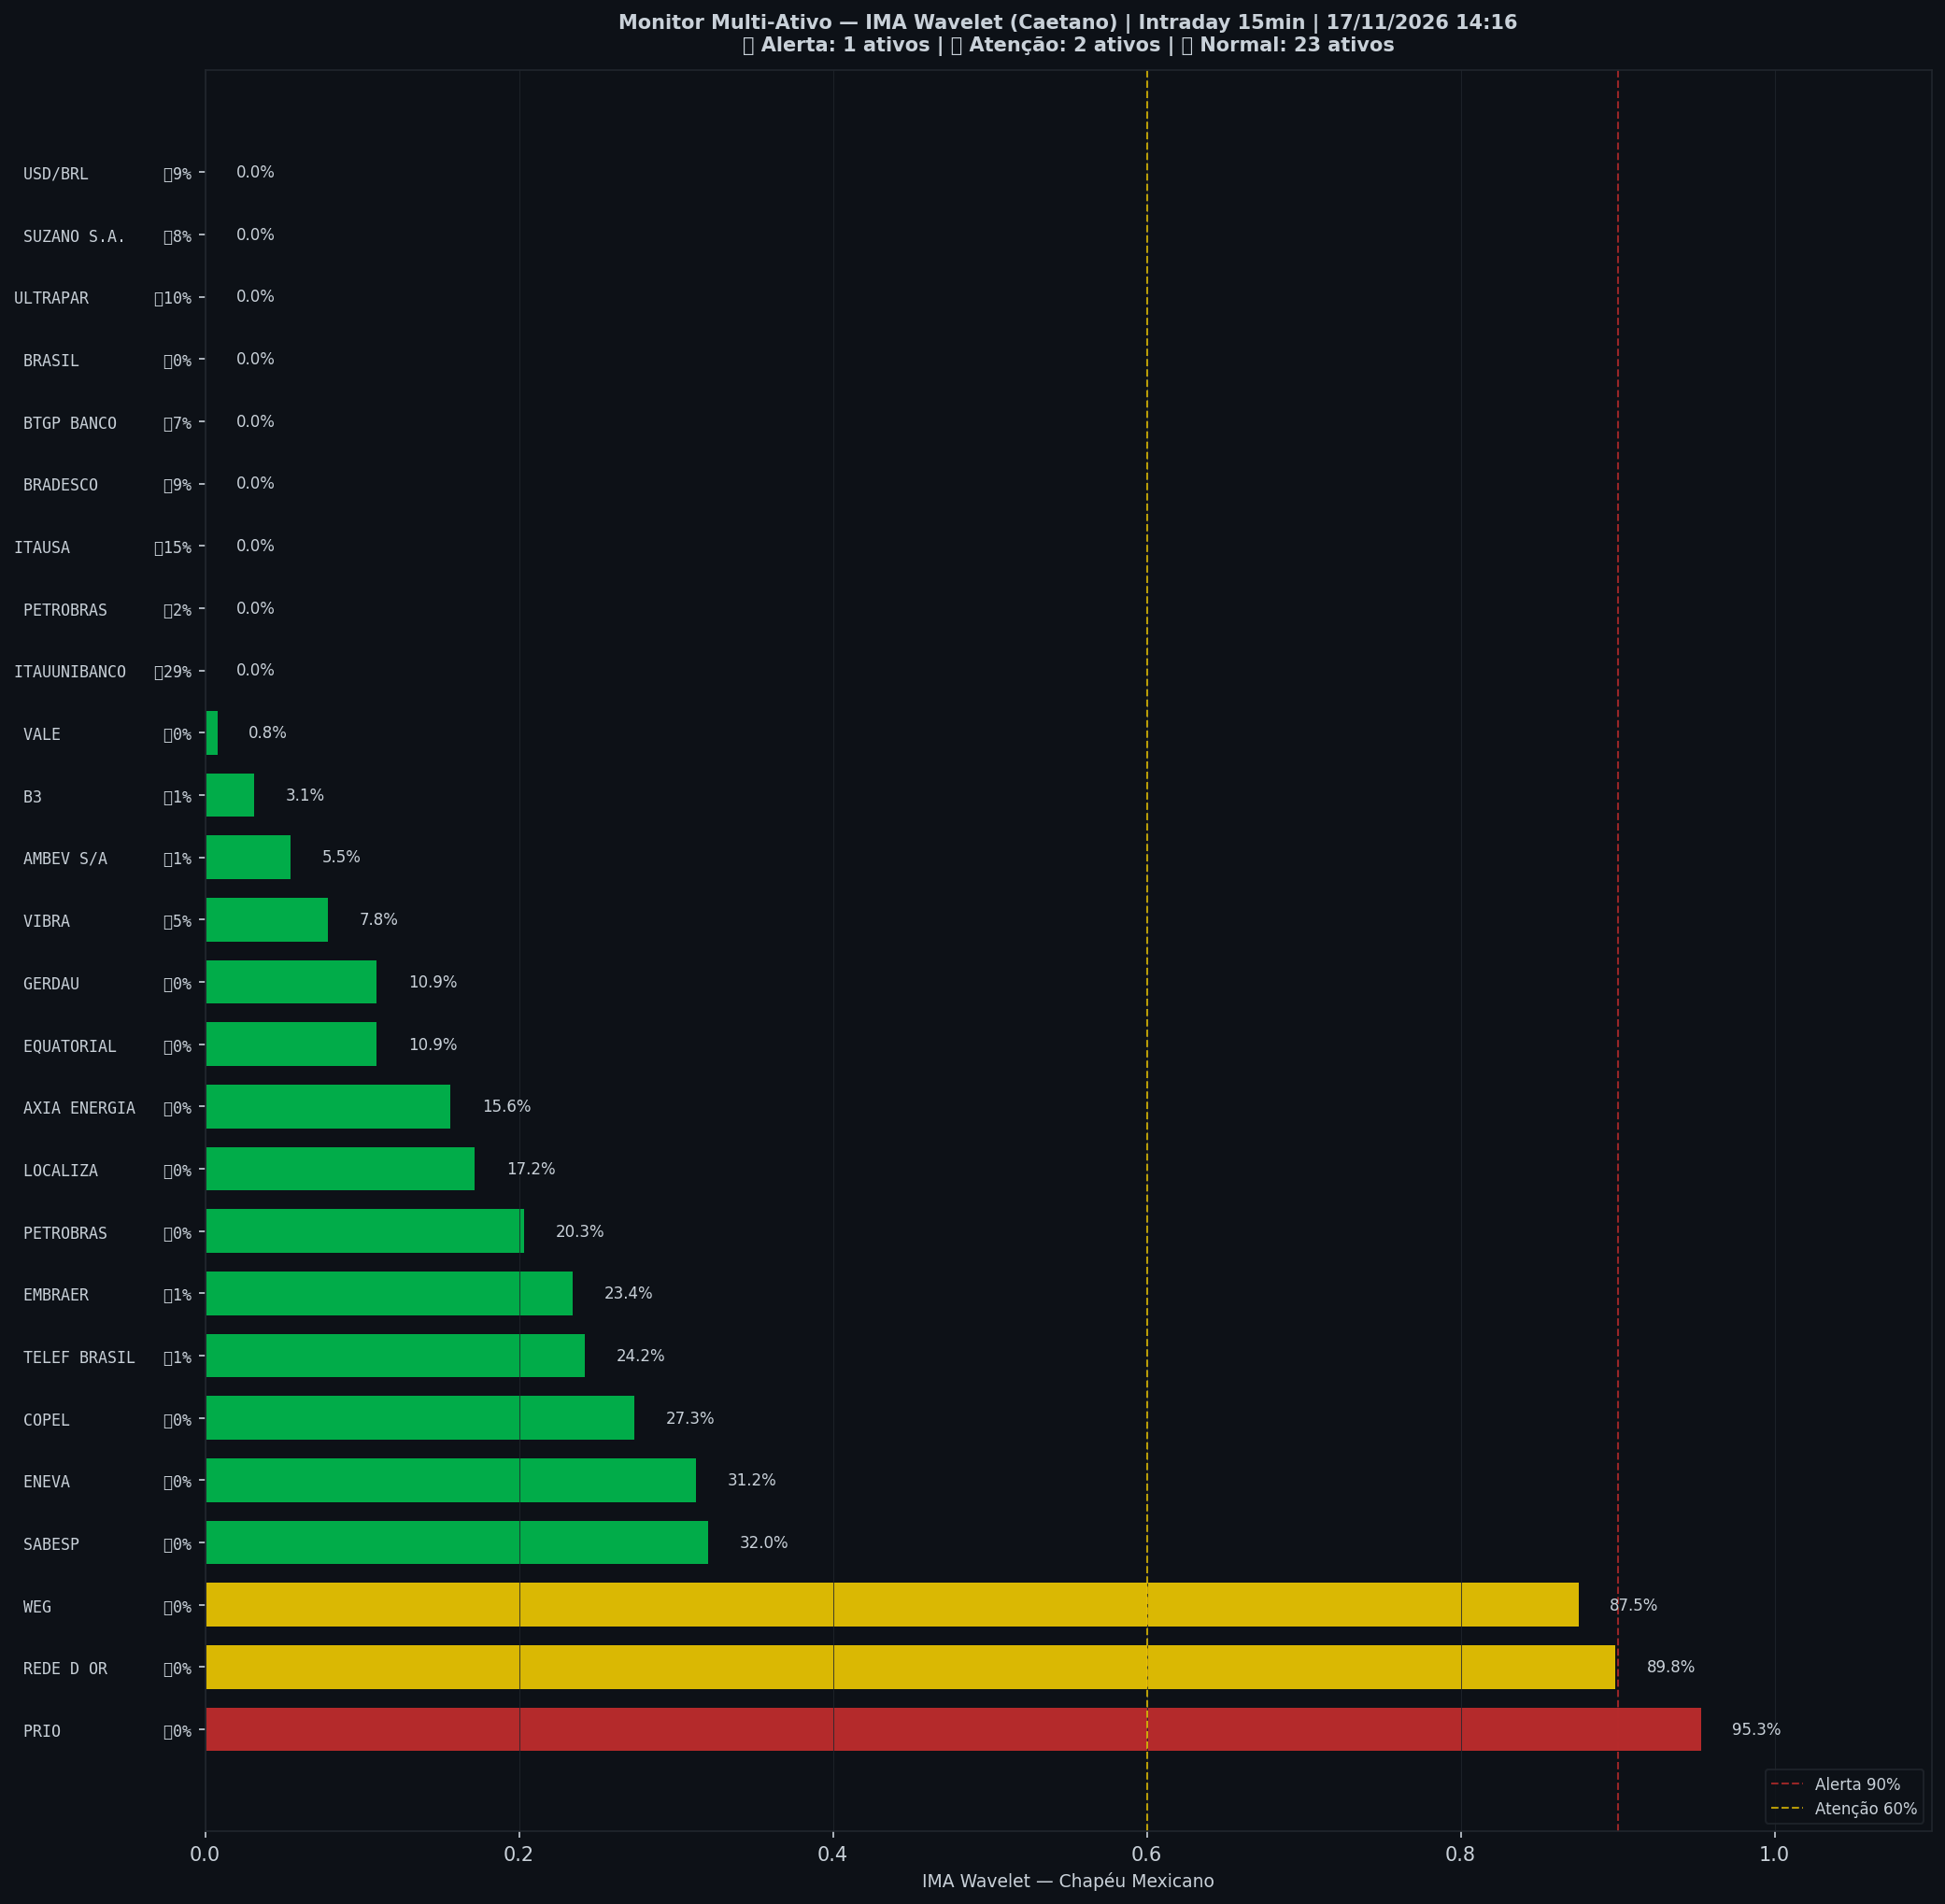 Monitor Multi-Ativo — IMA Wavelet (Caetano) | Intraday 15min | 17/11/2026 14:16
Alerta: 1 ativos | Atenção: 2 ativos | Normal: 23 ativos
USD/BRL 9% 0.0%
SUZANO S.A. 8% 0.0%
ULTRAPAR 10% 0.0%
BRASIL 0% 0.0%
BTGP BANCO 7% 0.0%
BRADESCO 9% 0.0%
ITAUSA 15% 0.0%
PETROBRAS 2% 0.0%
ITAUUNIBANCO 29% 0.0%
VALE 0% 0.8%
B3 1% 3.1%
AMBEV S/A 1% 5.5%
VIBRA 5% 7.8%
GERDAU 0% 10.9%
EQUATORIAL 0% 10.9%
AXIA ENERGIA 0% 15.6%
LOCALIZA 0% 17.2%
PETROBRAS 0% 20.3%
EMBRAER 1% 23.4%
TELEF BRASIL 1% 24.2%
COPEL 0% 27.3%
ENEVA 0% 31.2%
SABESP 0% 32.0%
WEG 0% 87.5%
REDE D OR 0% 89.8%
PRIO 0% 95.3%
Alerta 90%
Atenção 60%
0.0 0.2 0.4 0.6 0.8 1.0
IMA Wavelet — Chapéu Mexicano